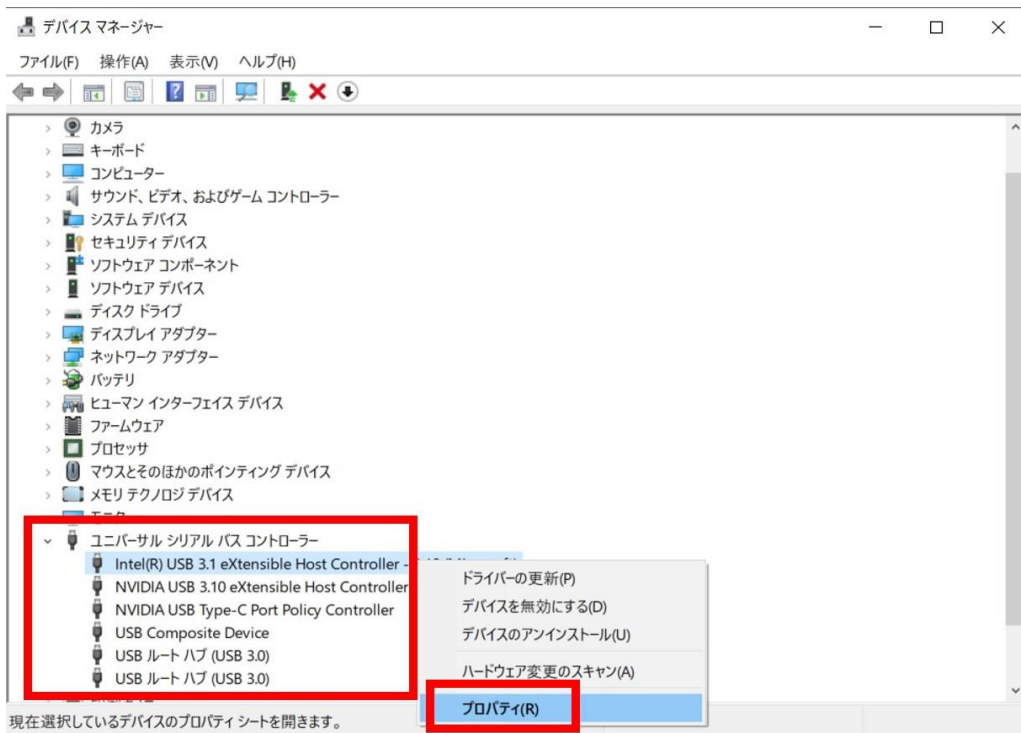 デバイス マネージャー
ファイル(F) 操作(A) 表示(V) ヘルプ(H)
カメラ
キーボード
コンピューター
サウンド、ビデオ、およびゲーム コントローラー
システム デバイス
セキュリティ デバイス
ソフトウェア コンポーネント
ソフトウェア デバイス
ディスク ドライブ
ディスプレイ アダプター
ネットワーク アダプター
バッテリ
ヒューマン インターフェイス デバイス
ファームウェア
プロセッサ
マウスとそのほかのポインティング デバイス
メモリ テクノロジ デバイス
ユニバーサル シリアル バス コントローラー
Intel(R) USB 3.1 eXtensible Host Controller -
NVIDIA USB 3.10 eXtensible Host Controller
NVIDIA USB Type-C Port Policy Controller
USB Composite Device
USB ルート ハブ (USB 3.0)
USB ルート ハブ (USB 3.0)
ドライバーの更新(P)
デバイスを無効にする(D)
デバイスのアンインストール(U)
ハードウェア変更のスキャン(A)
プロパティ(R)
現在選択しているデバイスのプロパティ シートを開きます。